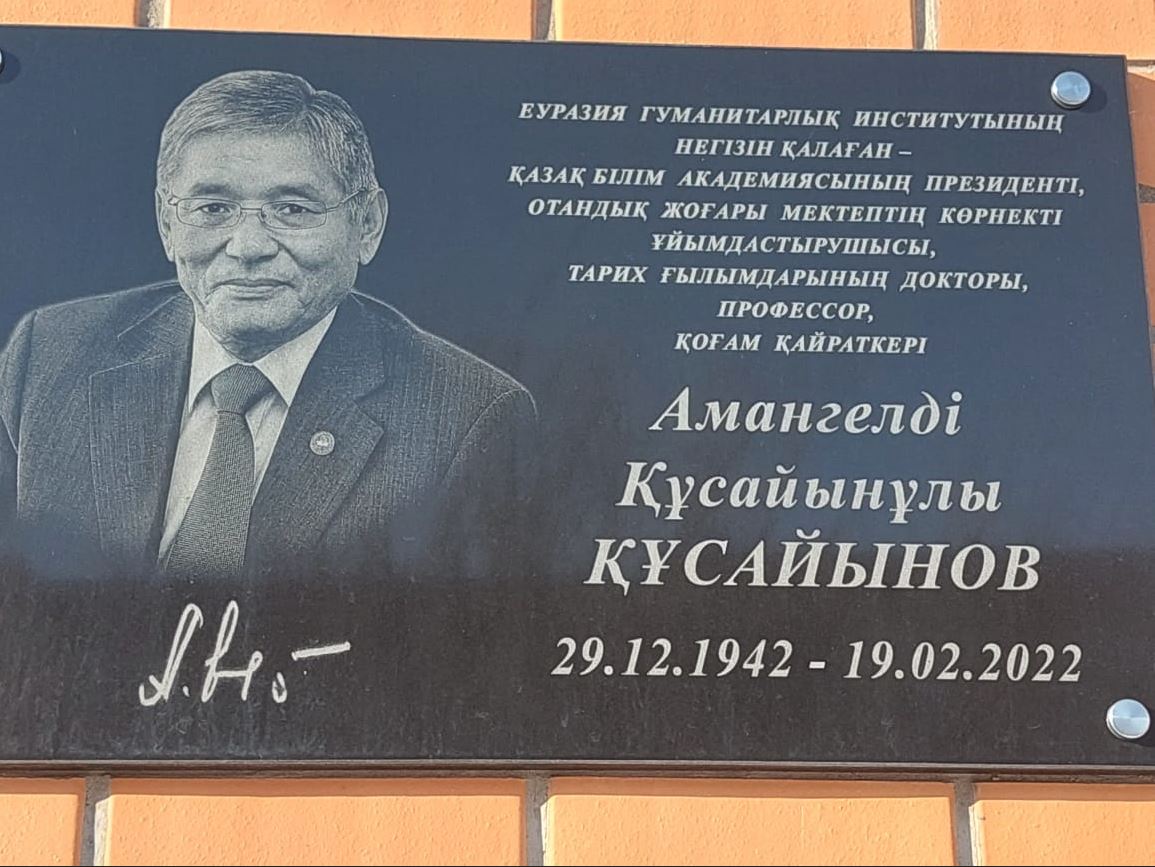 ЕУРАЗИЯ ГУМАНИТАРЛЫҚ ИНСТИТУТЫНЫҢ
НЕГІЗІН ҚАЛАҒАН –
ҚАЗАҚ БІЛІМ АКАДЕМИЯСЫНЫҢ ПРЕЗИДЕНТІ,
ОТАНДЫҚ ЖОҒАРЫ МЕКТЕПТІҢ КӨРНЕКТІ
ҰЙЫМДАСТЫРУШЫСЫ,
ТАРИХ ҒЫЛЫМДАРЫНЫҢ ДОКТОРЫ,
ПРОФЕССОР,
ҚОҒАМ ҚАЙРАТКЕРІ
Амангелді
Құсайынұлы
ҚҰСАЙЫНОВ
29.12.1942 - 19.02.2022